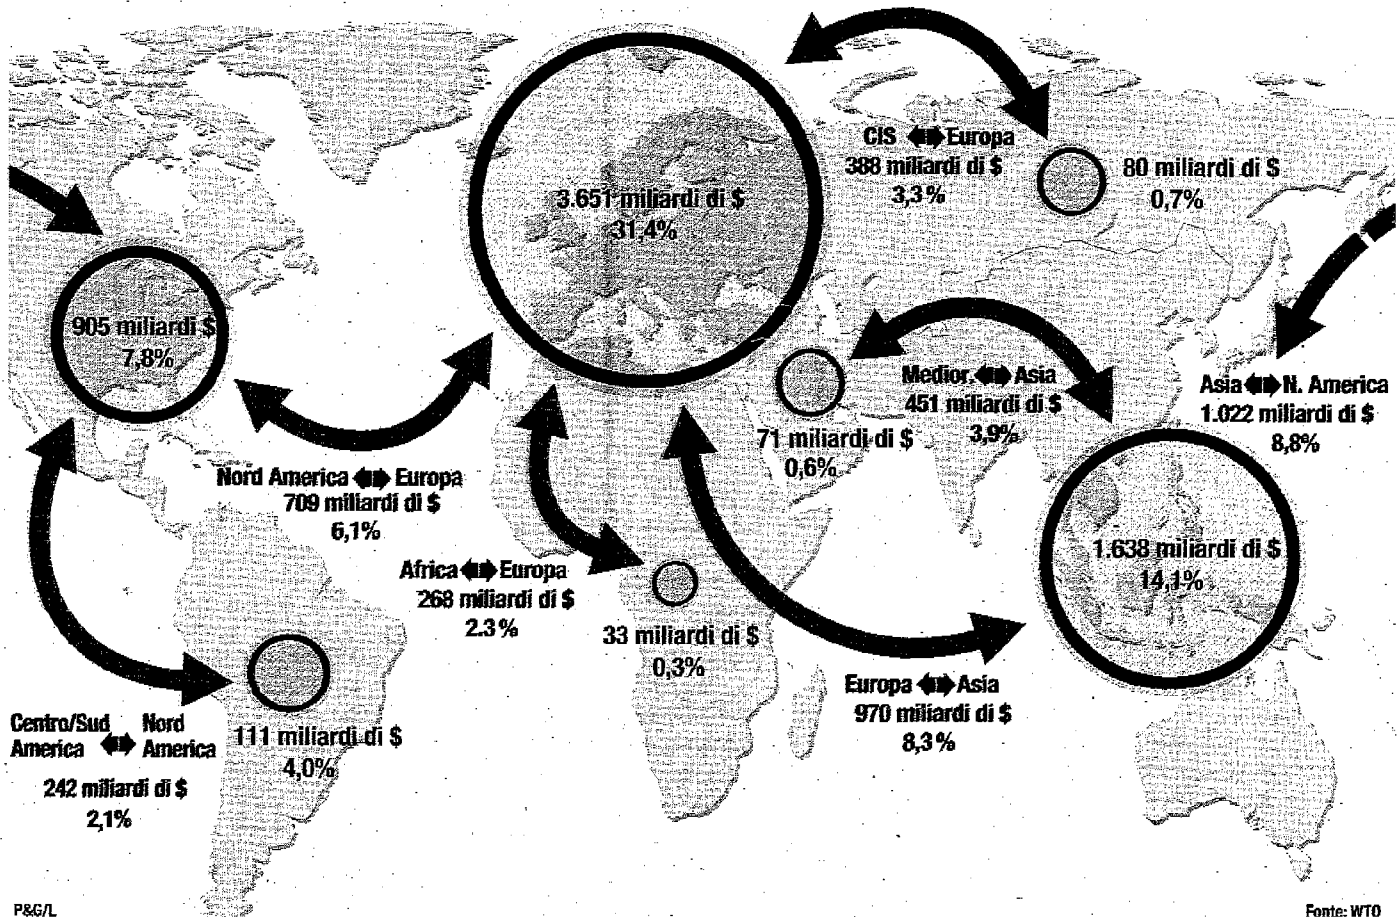 CIS Europa
388 miliardi di $
3,3%
80 miliardi di $
0,7%
3.651 miliardi di $
31,4%
905 miliardi $
7,8%
Medior. Asia
451 miliardi di $
3,9%
Asia N. America
1.022 miliardi di $
8,8%
71 miliardi di $
0,6%
Nord America Europa
709 miliardi di $
6,1%
1.638 miliardi di $
14,1%
Africa Europa
268 miliardi di $
2.3%
33 miliardi di $
0,3%
Europa Asia
970 miliardi di $
8,3%
Centro/Sud America Nord America
242 miliardi di $
2,1%
111 miliardi di $
4,0%
P&G/L
Fonte: WTO